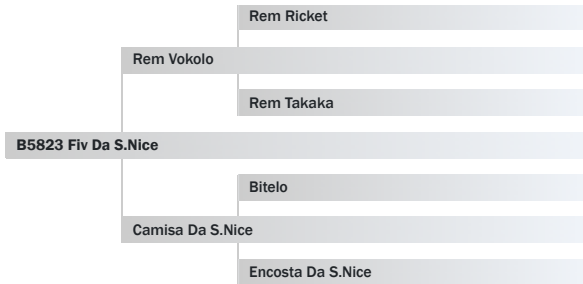 Rem Ricket
Rem Vokolo
Rem Takaka
B5823 Fiv Da S.Nice
Bitelo
Camisa Da S.Nice
Encosta Da S.Nice